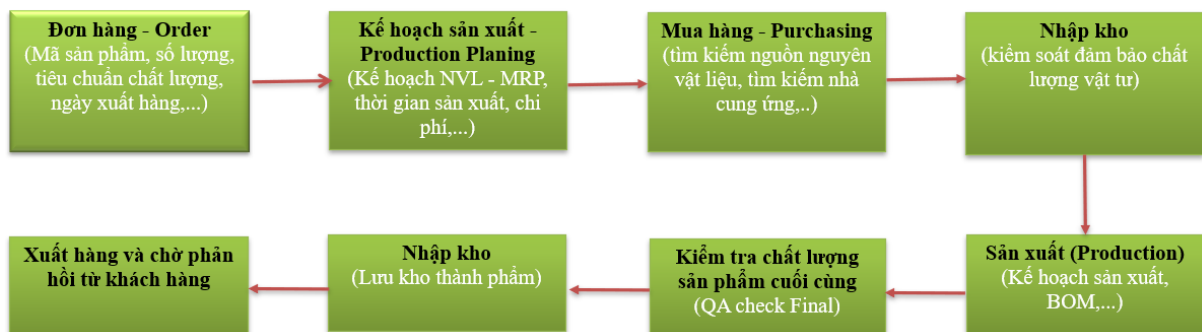 Đơn hàng - Order
(Mã sản phẩm, số lượng,
tiêu chuẩn chất lượng,
ngày xuất hàng,...)
Kế hoạch sản xuất -
Production Planing
(Kế hoạch NVL - MRP,
thời gian sản xuất, chi
phí,...)
Mua hàng - Purchasing
(tìm kiếm nguồn nguyên
vật liệu, tìm kiếm nhà
cung ứng,..)
Nhập kho
(kiểm soát đảm bảo chất
lượng vật tư)
Sản xuất (Production)
(Kế hoạch sản xuất,
BOM,...)
Kiểm tra chất lượng
sản phẩm cuối cùng
(QA check Final)
Nhập kho
(Lưu kho thành phẩm)
Xuất hàng và chờ phản
hồi từ khách hàng